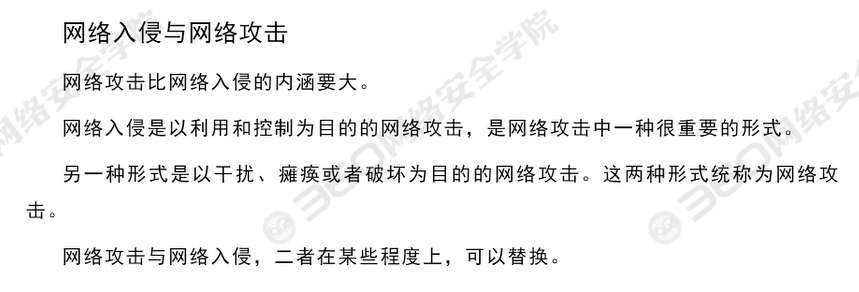 网络入侵与网络攻击
网络攻击比网络入侵的内涵要大。
网络入侵是以利用和控制为目的的网络攻击，是网络攻击中一种很重要的形式。
另一种形式是以干扰、瘫痪或者破坏为目的的网络攻击。这两种形式统称为网络攻
击。
网络攻击与网络入侵，二者在某些程度上，可以替换。
360网络安全学院
网络安全学院
360网络安